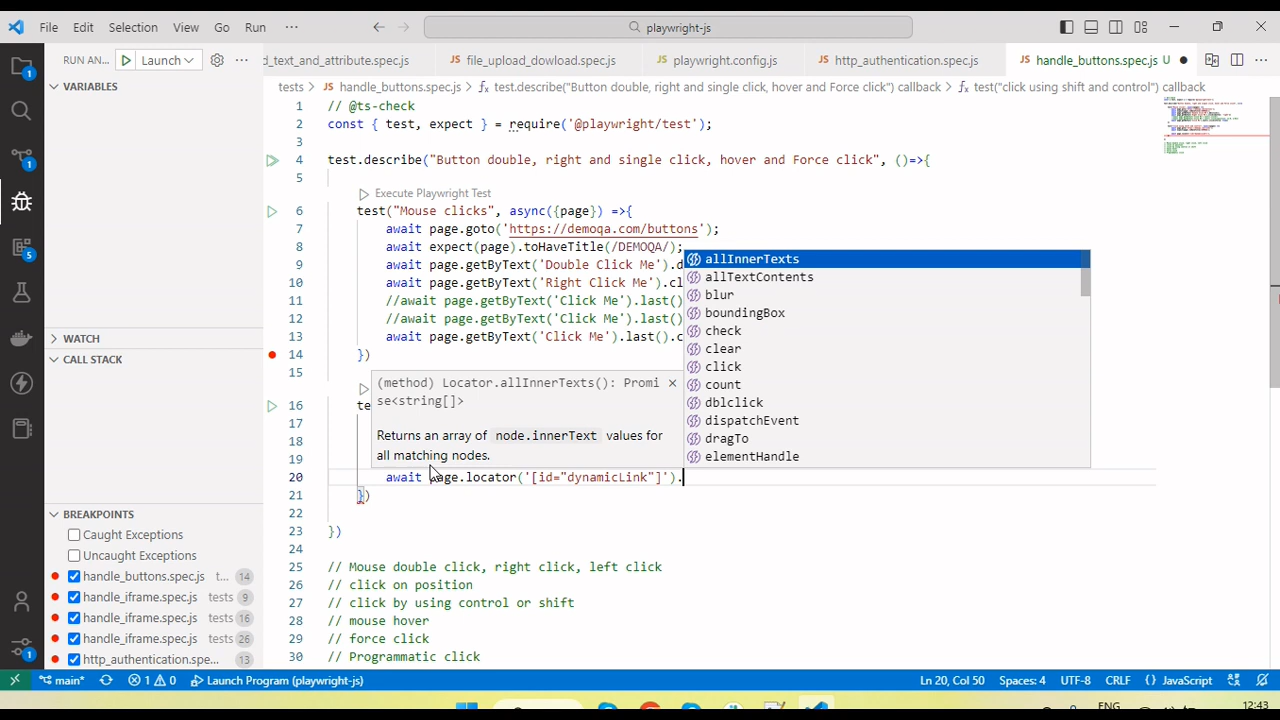 File Edit Selection View Go Run ··· playwright-js
RUN AN... Launch ···
d_text_and_attribute.spec.js file_upload_dowload.spec.js playwright.config.js http_authentication.spec.js handle_buttons.spec.js U
VARIABLES
tests > handle_buttons.spec.js > test.describe("Button double, right and single click, hover and Force click") callback > test("click using shift and control") callback
1 // @ts-check
2 const { test, expect } = require('@playwright/test');
3
4 test.describe("Button double, right and single click, hover and Force click", ()=>{
5
Execute Playwright Test
6 test("Mouse clicks", async({page}) =>{
7 await page.goto('https://demoqa.com/buttons');
8 await expect(page).toHaveTitle(/DEMOQA/);
9 await page.getByText('Double Click Me').d
10 await page.getByText('Right Click Me').cl
11 //await page.getByText('Click Me').last()
12 //await page.getByText('Click Me').last()
13 await page.getByText('Click Me').last().c
14 })
15
16 te
17
18
19
20 await page.locator('[id="dynamicLink"]').
21 })
22
23 })
24
25 // Mouse double click, right click, left click
26 // click on position
27 // click by using control or shift
28 // mouse hover
29 // force click
30 // Programmatic click
allInnerTexts
allTextContents
blur
boundingBox
check
clear
click
count
dblclick
dispatchEvent
dragTo
elementHandle
(method) Locator.allInnerTexts(): Promi
se<string[]>
Returns an array of node.innerText values for
all matching nodes.
WATCH
CALL STACK
BREAKPOINTS
Caught Exceptions
Uncaught Exceptions
handle_buttons.spec.js t... 14
handle_iframe.spec.js tests 9
handle_iframe.spec.js tests 16
handle_iframe.spec.js tests 26
http_authentication.spe... 13
main* 1 0 Launch Program (playwright-js) Ln 20, Col 50 Spaces: 4 UTF-8 CRLF {} JavaScript
ENG 12:43